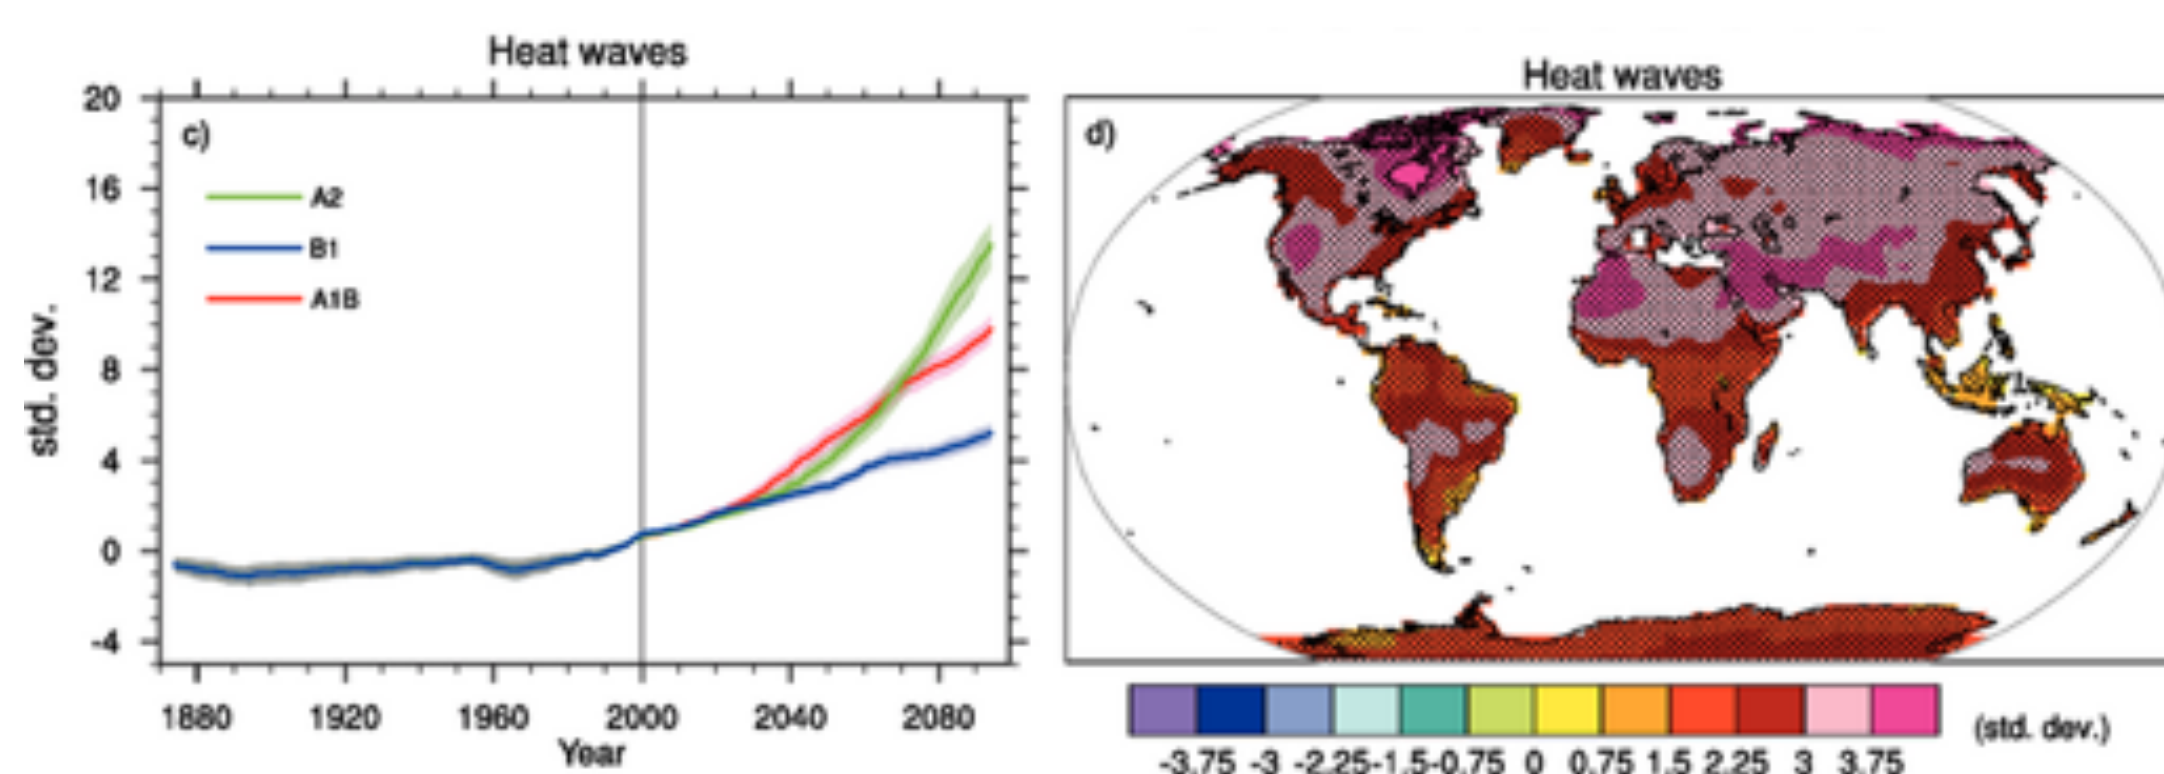 Heat waves
20
c)
16
A2
B1
12
A1B
std. dev.
8
4
0
-4
1880 1920 1960 2000 2040 2080
Year
Heat waves
d)
-3.75 -3 -2.25 -1.5 -0.75 0 0.75 1.5 2.25 3 3.75
(std. dev.)